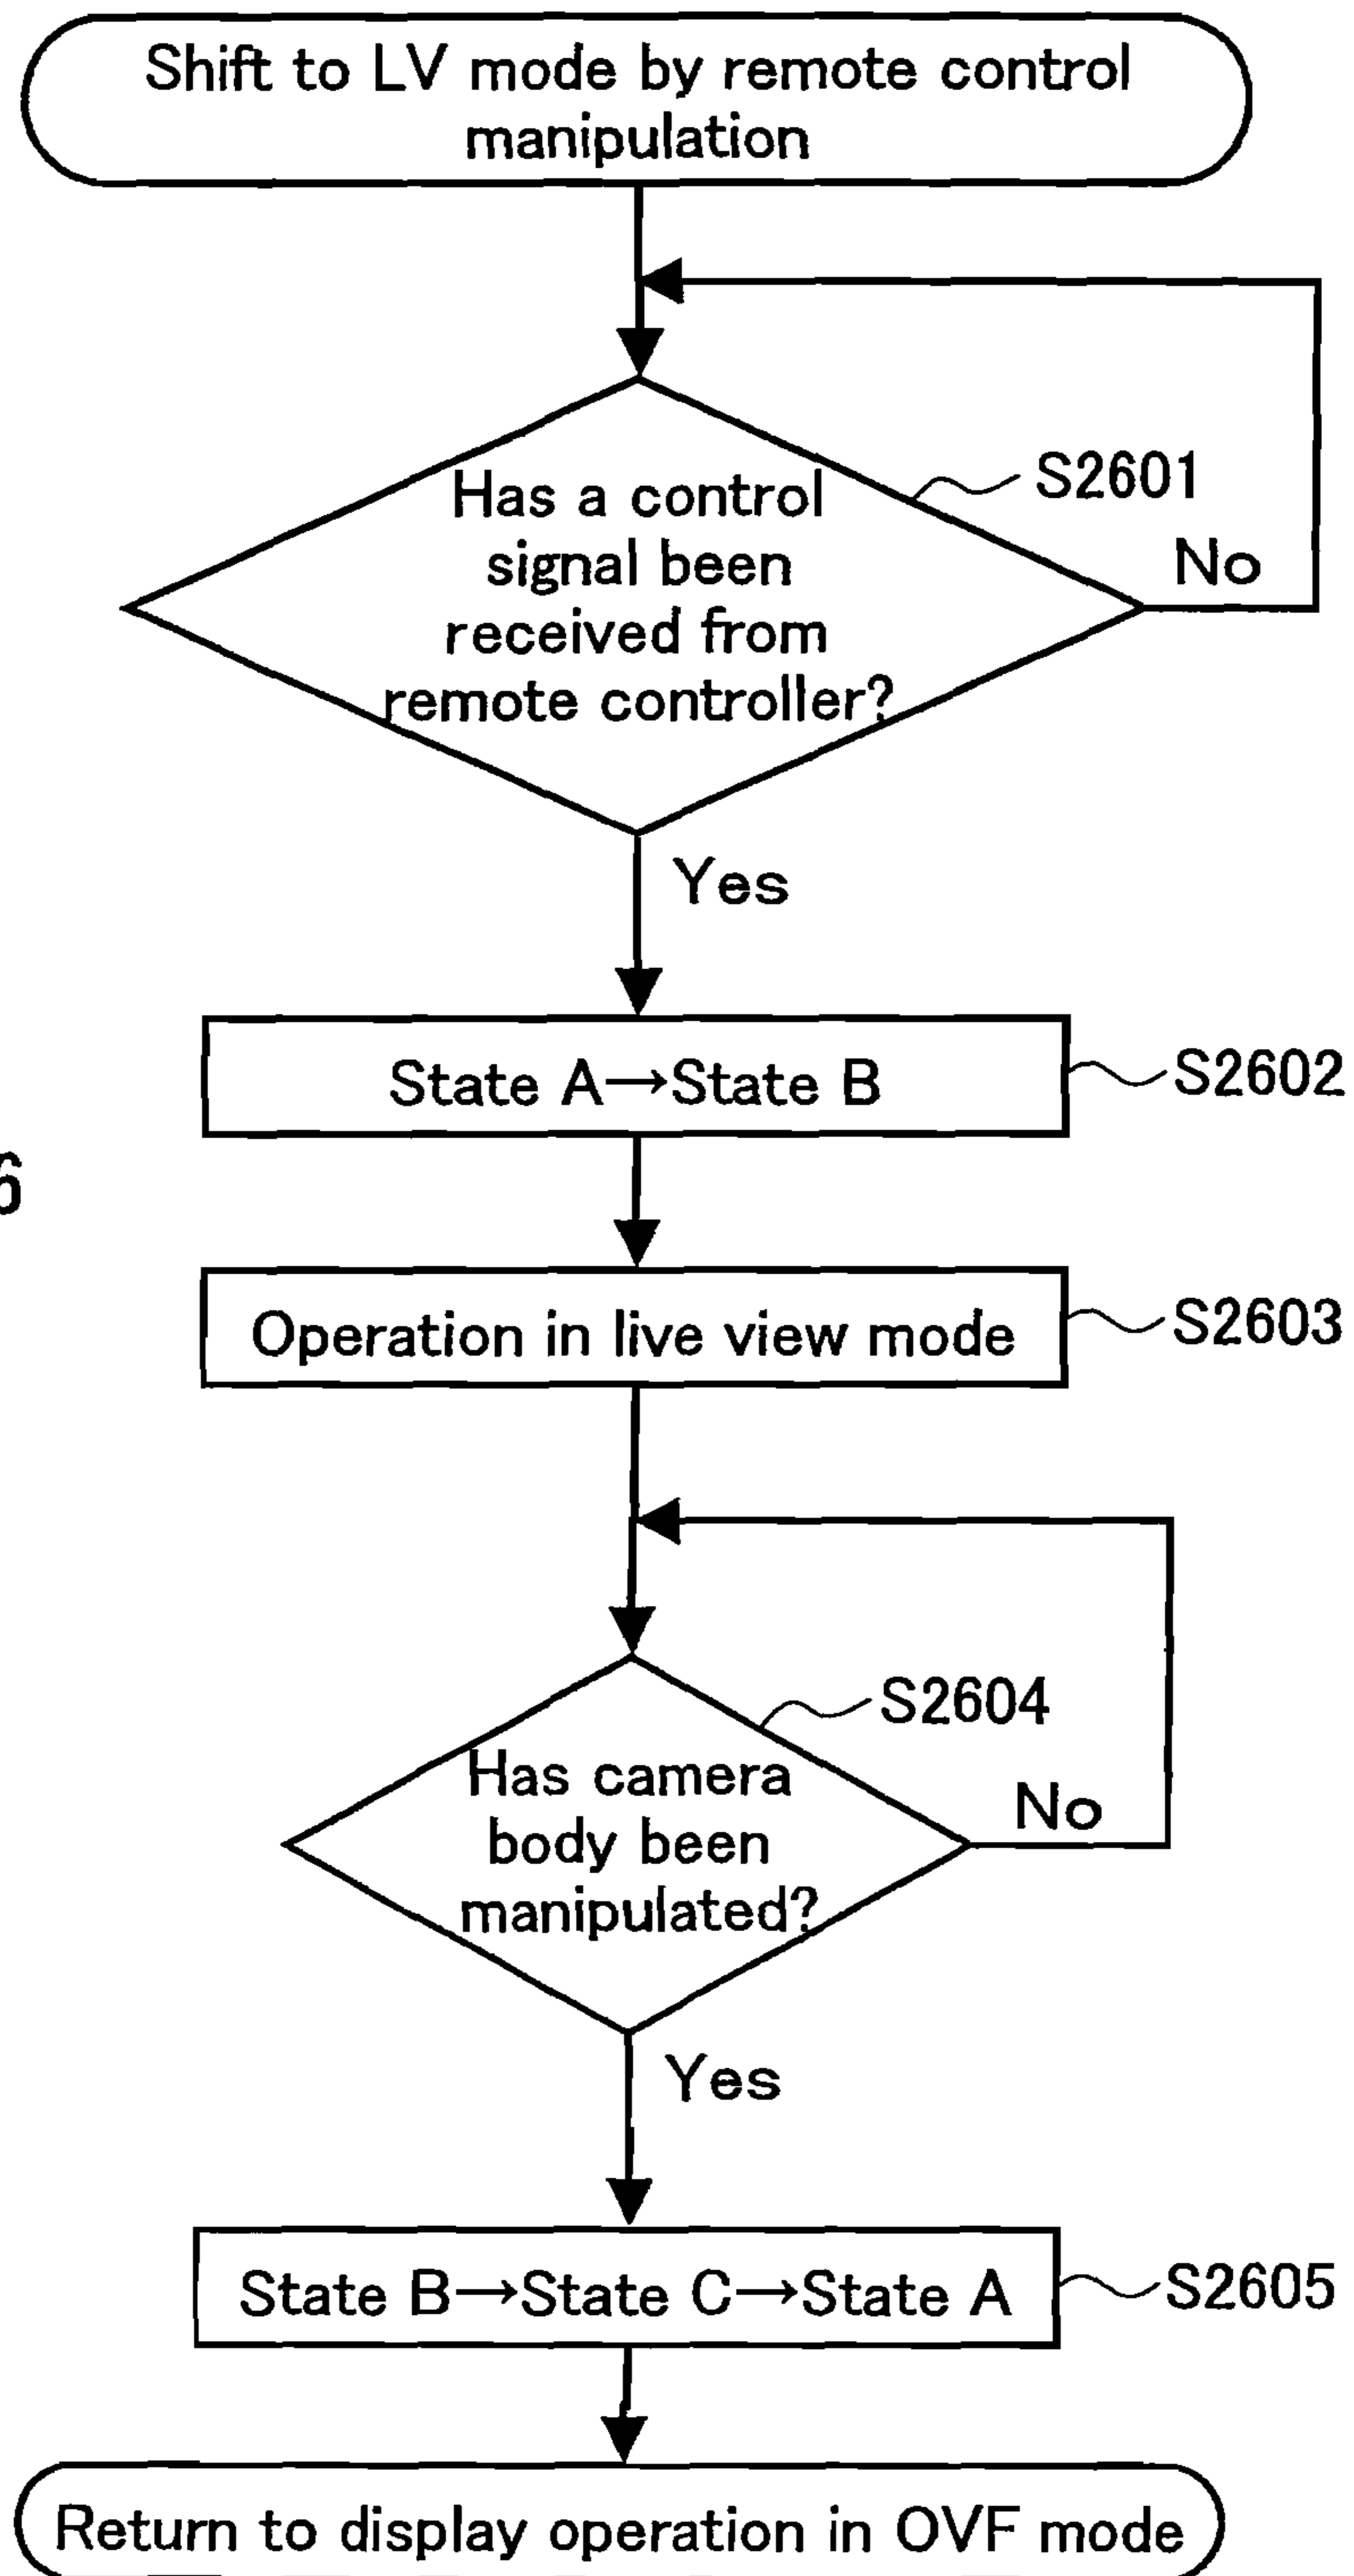 Shift to LV mode by remote control
manipulation
Has a control
signal been
received from
remote controller?
S2601
No
Yes
State A→State B
S2602
6
Operation in live view mode
S2603
Has camera
body been
manipulated?
S2604
No
Yes
State B→State C→State A
S2605
Return to display operation in OVF mode